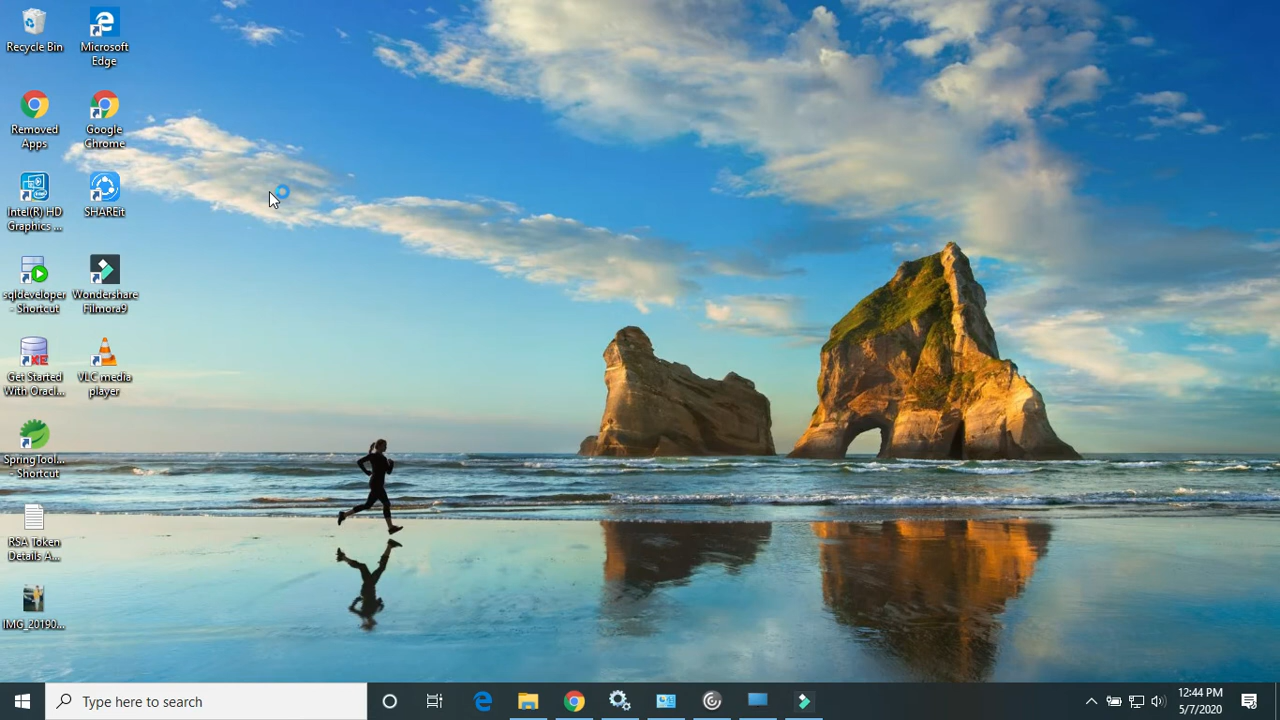 Recycle Bin
Microsoft
Edge
Removed
Apps
Google
Chrome
Intel(R) HD
Graphics ...
SHAREit
sqldeveloper
- Shortcut
Wondershare
Filmora9
Get Started
With Oracl...
VLC media
player
SpringTool...
- Shortcut
RSA Token
Details A...
IMG_20190...
Type here to search
12:44 PM
5/7/2020